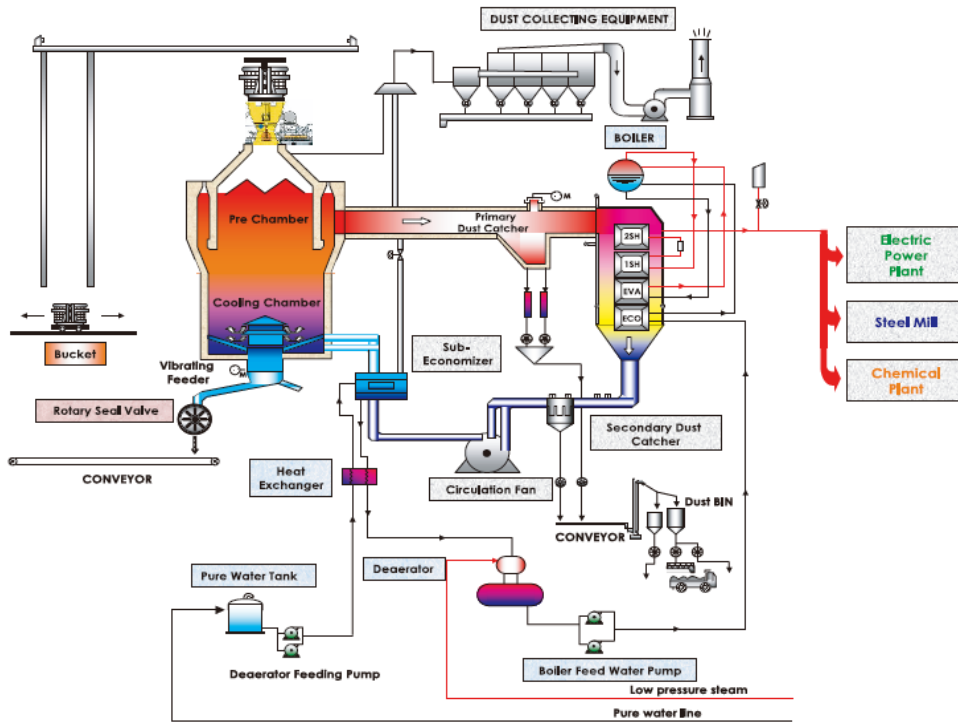 DUST COLLECTING EQUIPMENT
BOILER
Pre Chamber
Primary
Dust Catcher
M
2SH
1SH
EVA
ECO
Electric
Power
Plant
Steel Mill
Chemical
Plant
Cooling Chamber
Bucket
Vibrating
Feeder
M
Sub-
Economizer
Rotary Seal Valve
Secondary Dust
Catcher
CONVEYOR
Heat
Exchanger
Circulation Fan
Dust BIN
CONVEYOR
Deaerator
Pure Water Tank
Deaerator Feeding Pump
Boiler Feed Water Pump
Low pressure steam
Pure water line